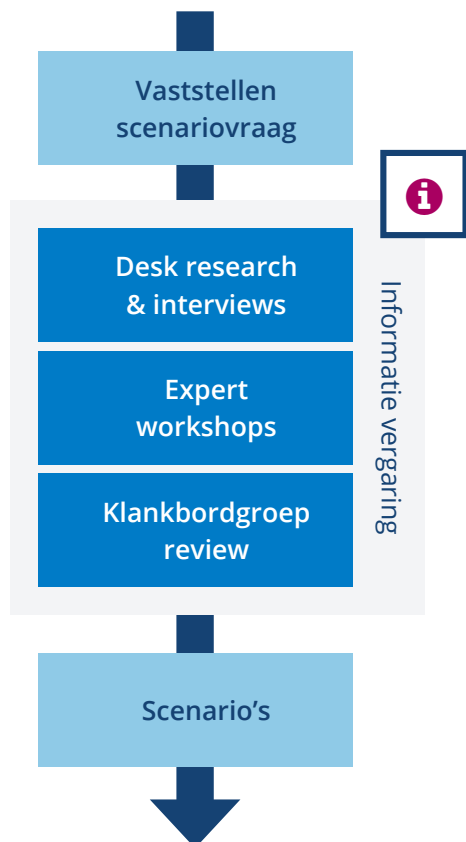 Vaststellen
scenariovraag
Desk research
& interviews
Expert
workshops
Klankbordgroep
review
Informatie vergaring
Scenario’s